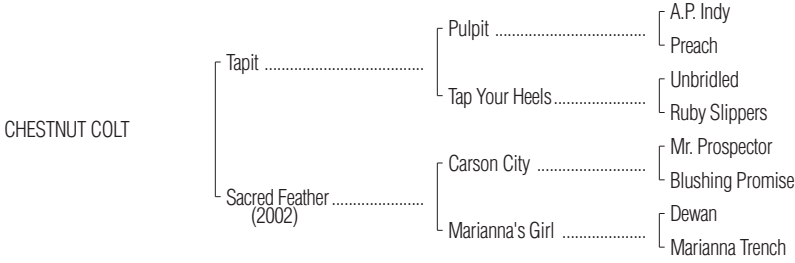 A.P. Indy
Pulpit
Preach
Tapit
Unbridled
Tap Your Heels
Ruby Slippers
CHESTNUT COLT
Mr. Prospector
Carson City
Blushing Promise
Sacred Feather
(2002)
Dewan
Marianna's Girl
Marianna Trench